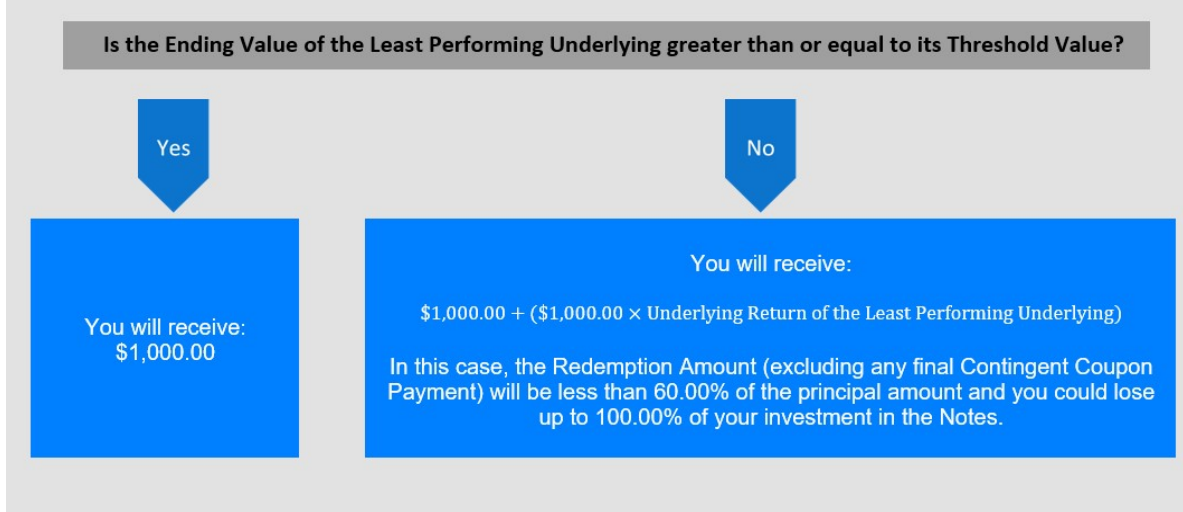 Is the Ending Value of the Least Performing Underlying greater than or equal to its Threshold Value?
Yes
No
You will receive:
$1,000.00
You will receive:
$1,000.00 + ($1,000.00 × Underlying Return of the Least Performing Underlying)
In this case, the Redemption Amount (excluding any final Contingent Coupon
Payment) will be less than 60.00% of the principal amount and you could lose
up to 100.00% of your investment in the Notes.